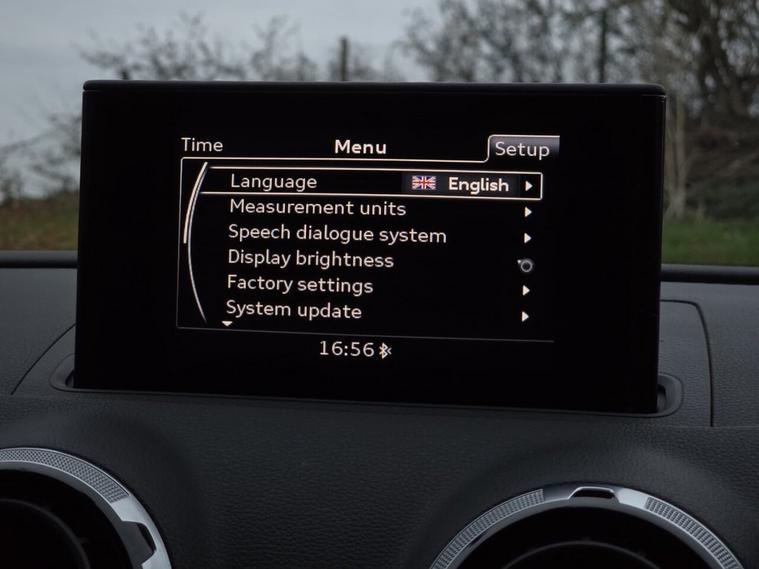 Time Menu Setup
Language English
Measurement units
Speech dialogue system
Display brightness
Factory settings
System update
16:56